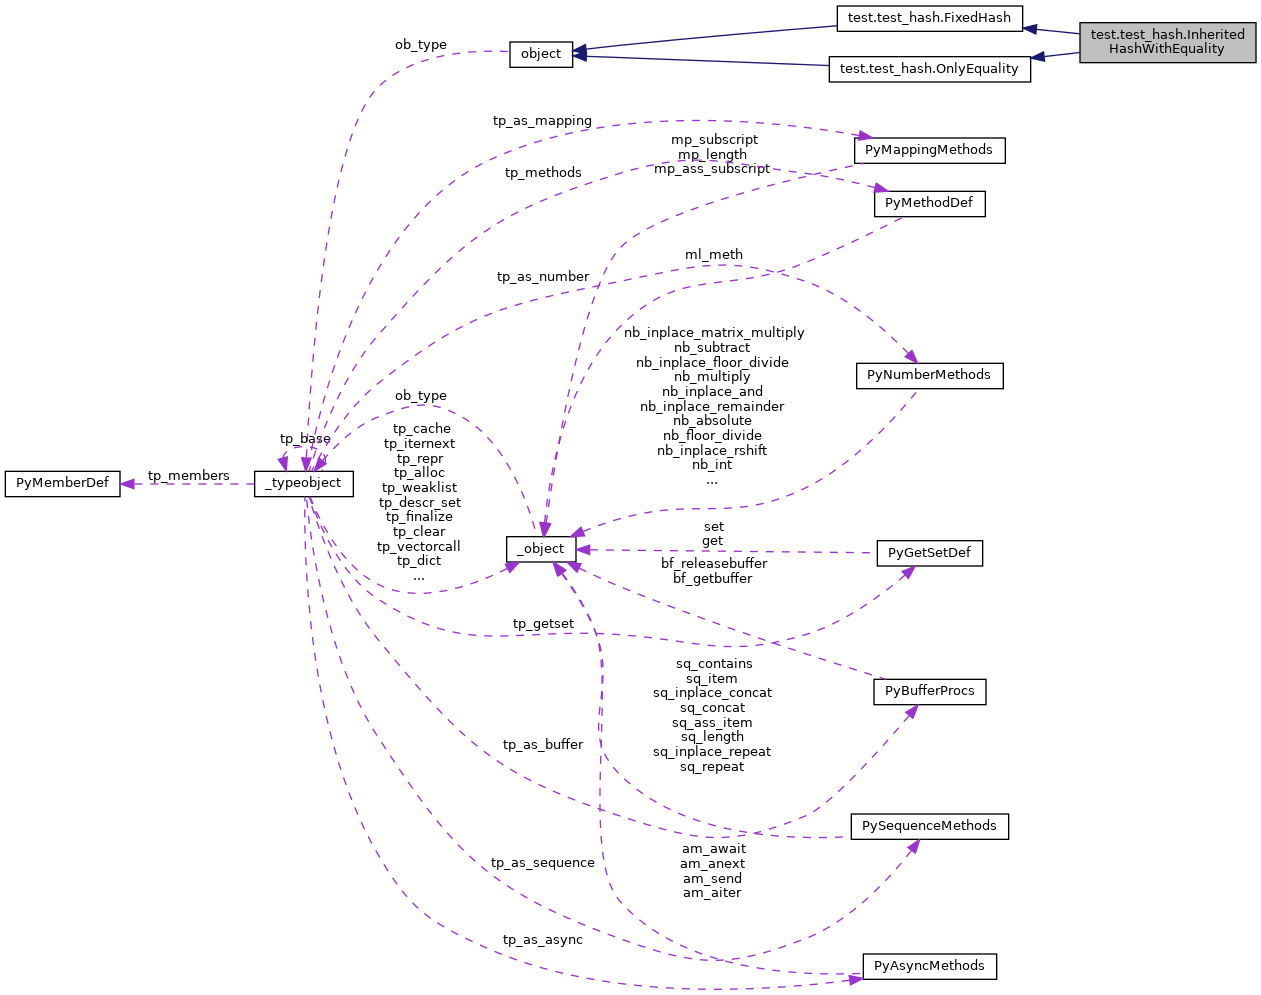 test.test_hash.FixedHash
test.test_hash.Inherited
HashWithEquality
ob_type
object
test.test_hash.OnlyEquality
tp_as_mapping
mp_subscript
mp_length
mp_ass_subscript
PyMappingMethods
tp_methods
PyMethodDef
ml_meth
tp_as_number
nb_inplace_matrix_multiply
nb_subtract
nb_inplace_floor_divide
nb_multiply
nb_inplace_and
nb_inplace_remainder
nb_absolute
nb_floor_divide
nb_inplace_rshift
nb_int
...
PyNumberMethods
ob_type
tp_cache
tp_iternext
tp_repr
tp_alloc
tp_weaklist
tp_descr_set
tp_finalize
tp_clear
tp_vectorcall
tp_dict
...
tp_base
PyMemberDef
tp_members
_typeobject
_object
set
get
PyGetSetDef
bf_releasebuffer
bf_getbuffer
tp_getset
sq_contains
sq_item
sq_inplace_concat
sq_concat
sq_ass_item
sq_length
sq_inplace_repeat
sq_repeat
PyBufferProcs
tp_as_buffer
PySequenceMethods
am_await
am_anext
am_send
am_aiter
tp_as_sequence
tp_as_async
PyAsyncMethods